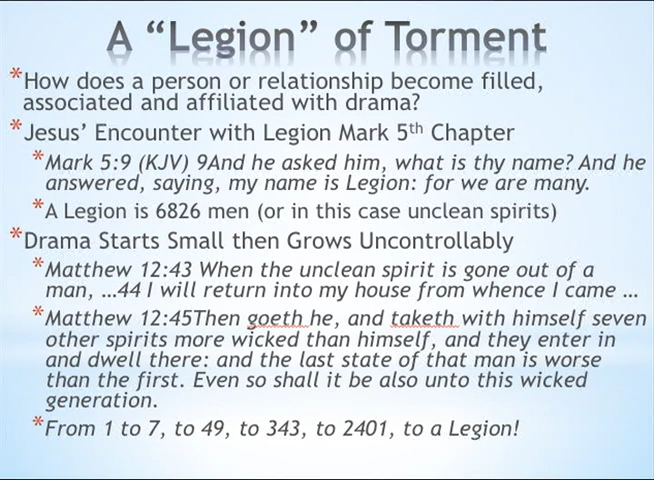 A “Legion” of Torment
*How does a person or relationship become filled,
associated and affiliated with drama?
*Jesus’ Encounter with Legion Mark 5th Chapter
*Mark 5:9 (KJV) 9And he asked him, what is thy name? And he
answered, saying, my name is Legion: for we are many.
*A Legion is 6826 men (or in this case unclean spirits)
*Drama Starts Small then Grows Uncontrollably
*Matthew 12:43 When the unclean spirit is gone out of a
man, …44 I will return into my house from whence I came …
*Matthew 12:45Then goeth he, and taketh with himself seven
other spirits more wicked than himself, and they enter in
and dwell there: and the last state of that man is worse
than the first. Even so shall it be also unto this wicked
generation.
*From 1 to 7, to 49, to 343, to 2401, to a Legion!